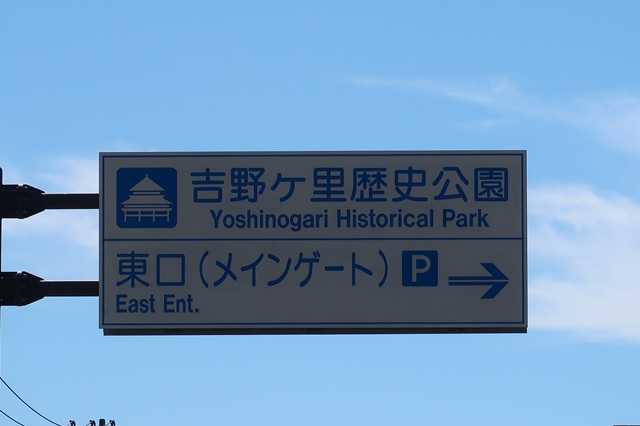 吉野ヶ里歴史公園
Yoshinogari Historical Park
東口(メインゲート) P
East Ent.